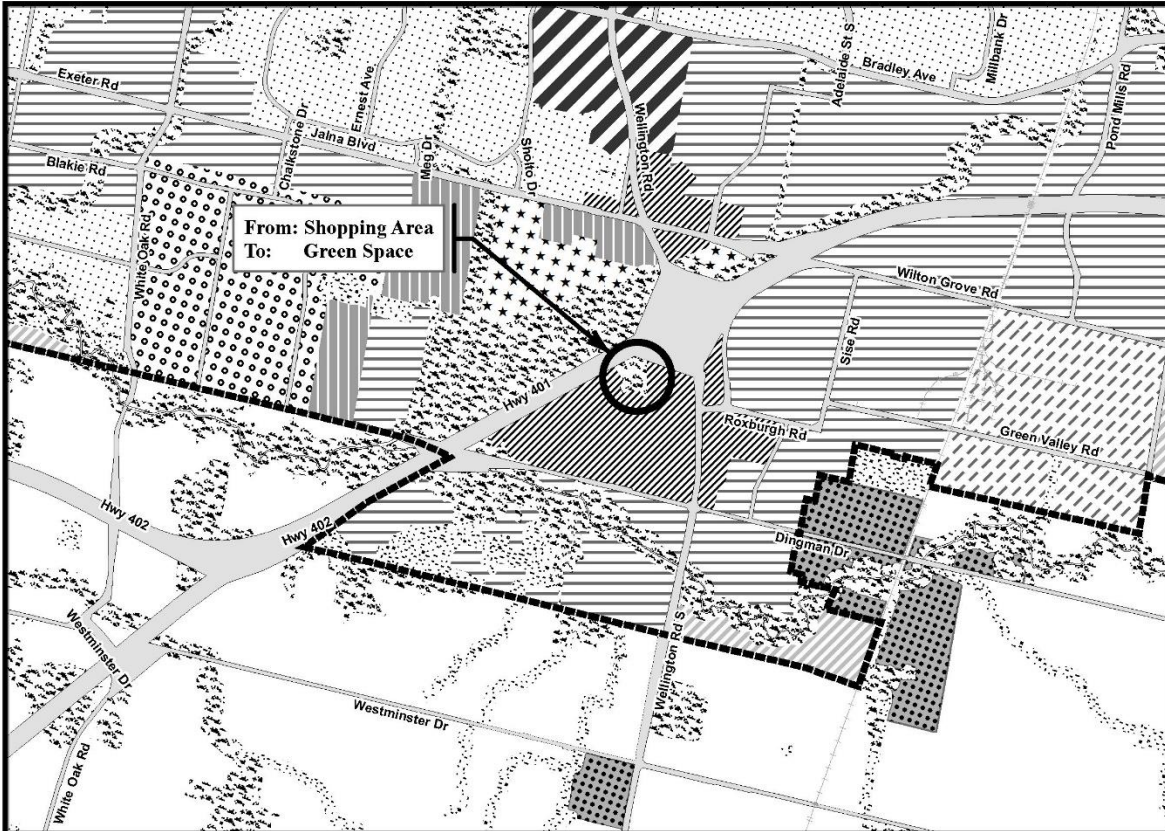 Adelaide St S
Millbank Dr
Bradley Ave
Pond Mills Rd
Exeter Rd
Ernest Ave
Wellington Rd
Chalkstone Dr
Jalna Blvd
Meg Dr
Sholto Dr
Blakie Rd
From: Shopping Area
To: Green Space
White Oak Rd
Wilton Grove Rd
Sise Rd
Hwy 401
Roxburgh Rd
Green Valley Rd
Hwy 402
Hwy 402
Dingman Dr
Westminster Dr
Wellington Rd S
Westminster Dr
White Oak Rd